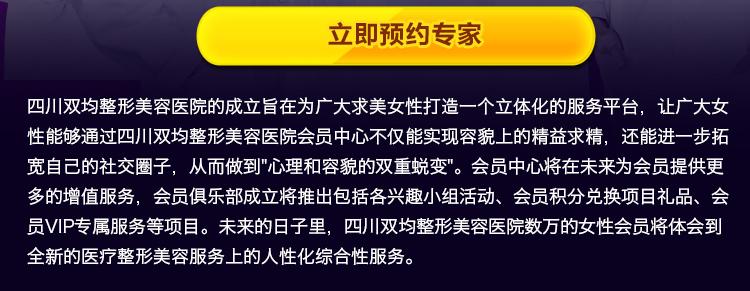 立即预约专家
四川双均整形美容医院的成立旨在为广大求美女性打造一个立体化的服务平台，让广大女
性能够通过四川双均整形美容医院会员中心不仅能实现容貌上的精益求精，还能进一步拓
宽自己的社交圈子，从而做到"心理和容貌的双重蜕变"。会员中心将在未来为会员提供更
多的增值服务，会员俱乐部成立将推出包括各兴趣小组活动、会员积分兑换项目礼品、会
员VIP专属服务等项目。未来的日子里，四川双均整形美容医院数万的女性会员将体会到
全新的医疗整形美容服务上的人性化综合性服务。